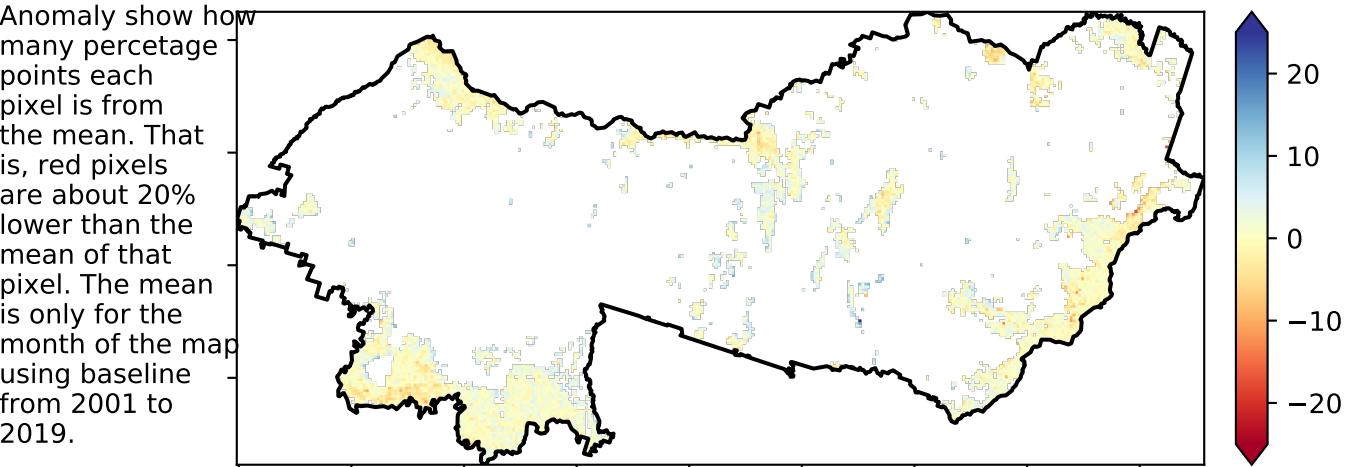 Anomaly show how
many percetage
points each
pixel is from
the mean. That
is, red pixels
are about 20%
lower than the
mean of that
pixel. The mean
is only for the
month of the map
using baseline
from 2001 to
2019.
20
10
0
−10
−20